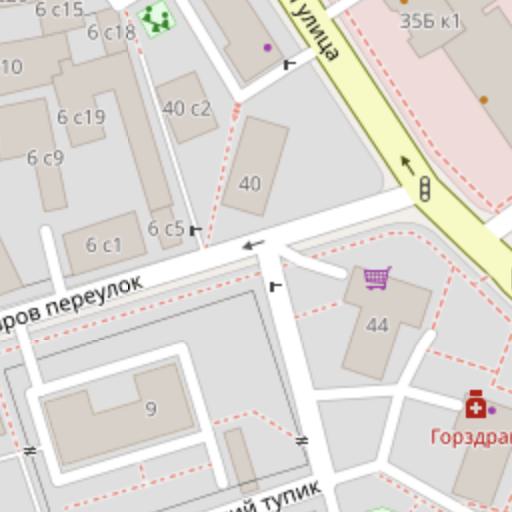 6 с15
6 с18
улица
35Б к1
10
40 с2
6 с19
6 с9
40
6 с5
6 с1
ров переулок
44
9
Горздрав
ий тупик